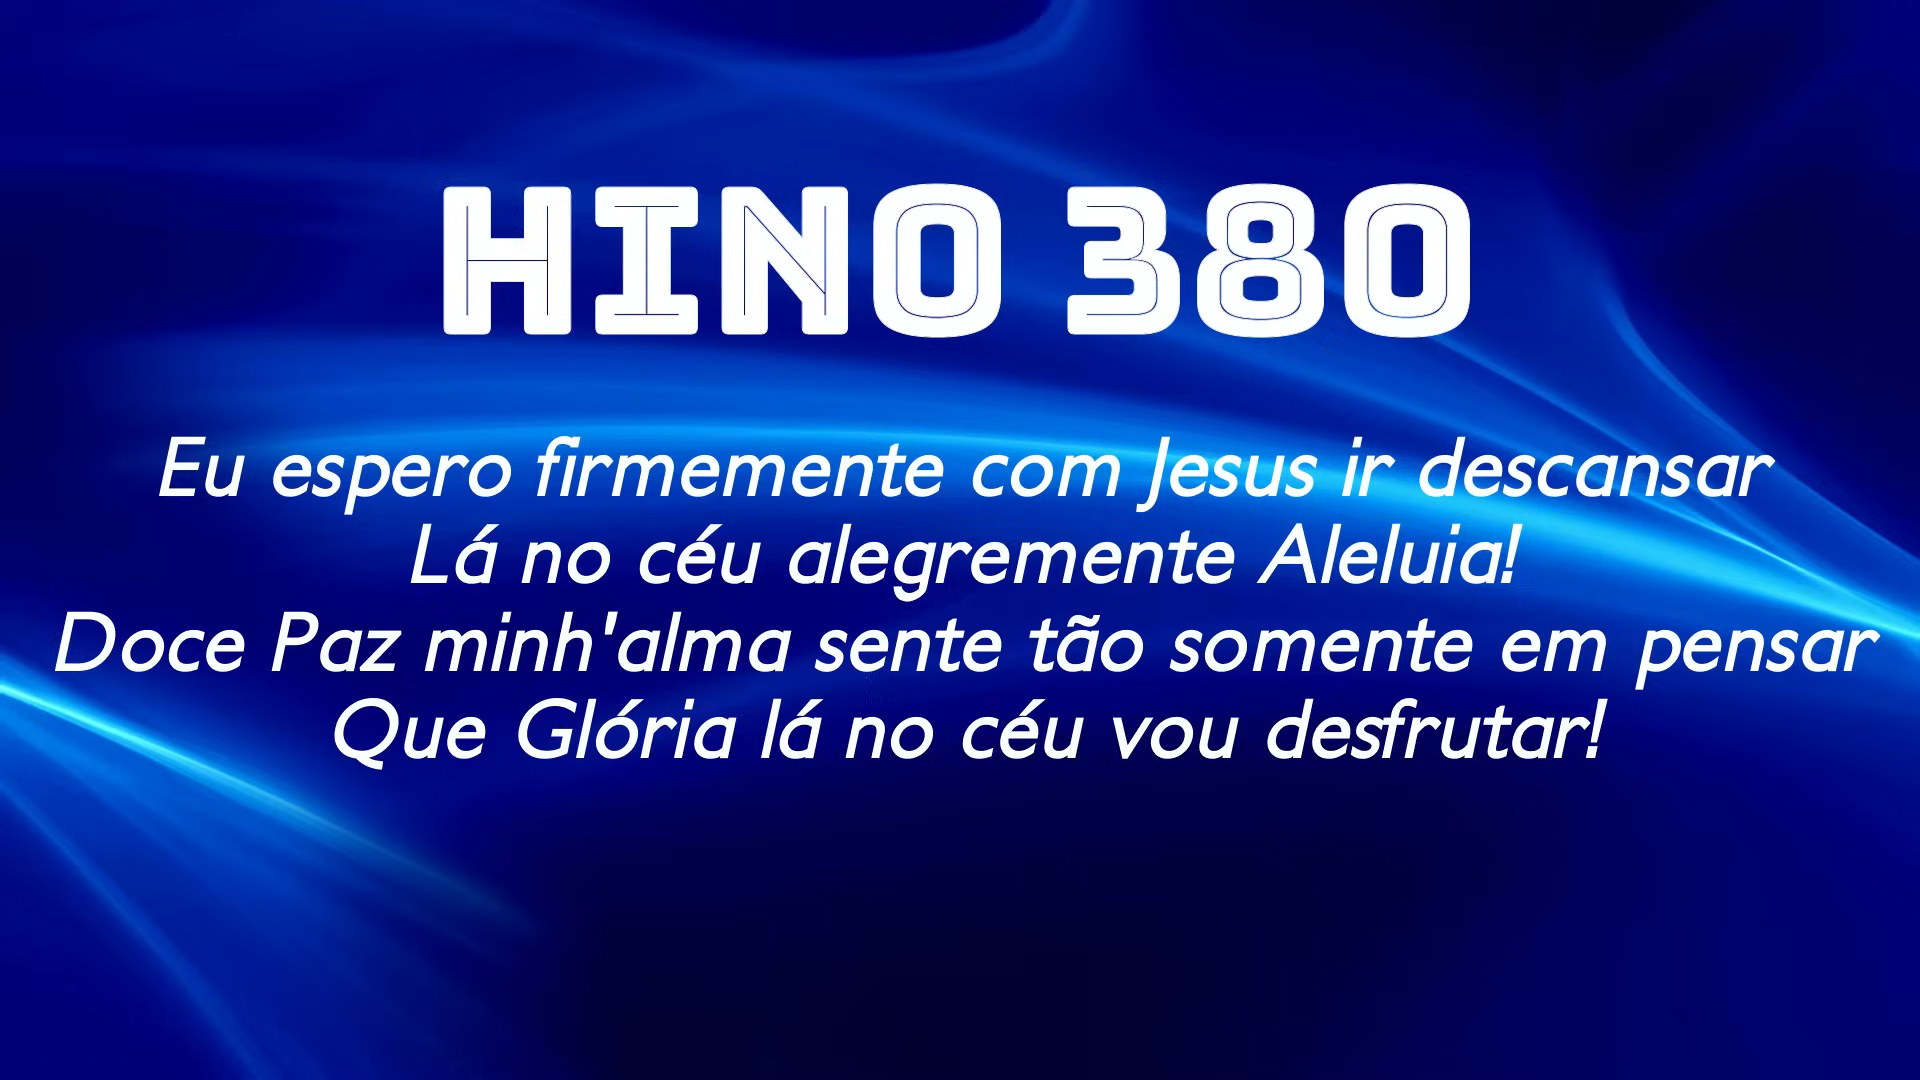 HINO 380
Eu espero firmemente com Jesus ir descansar
Lá no céu alegremente Aleluia!
Doce Paz minh'alma sente tão somente em pensar
Que Glória lá no céu vou desfrutar!